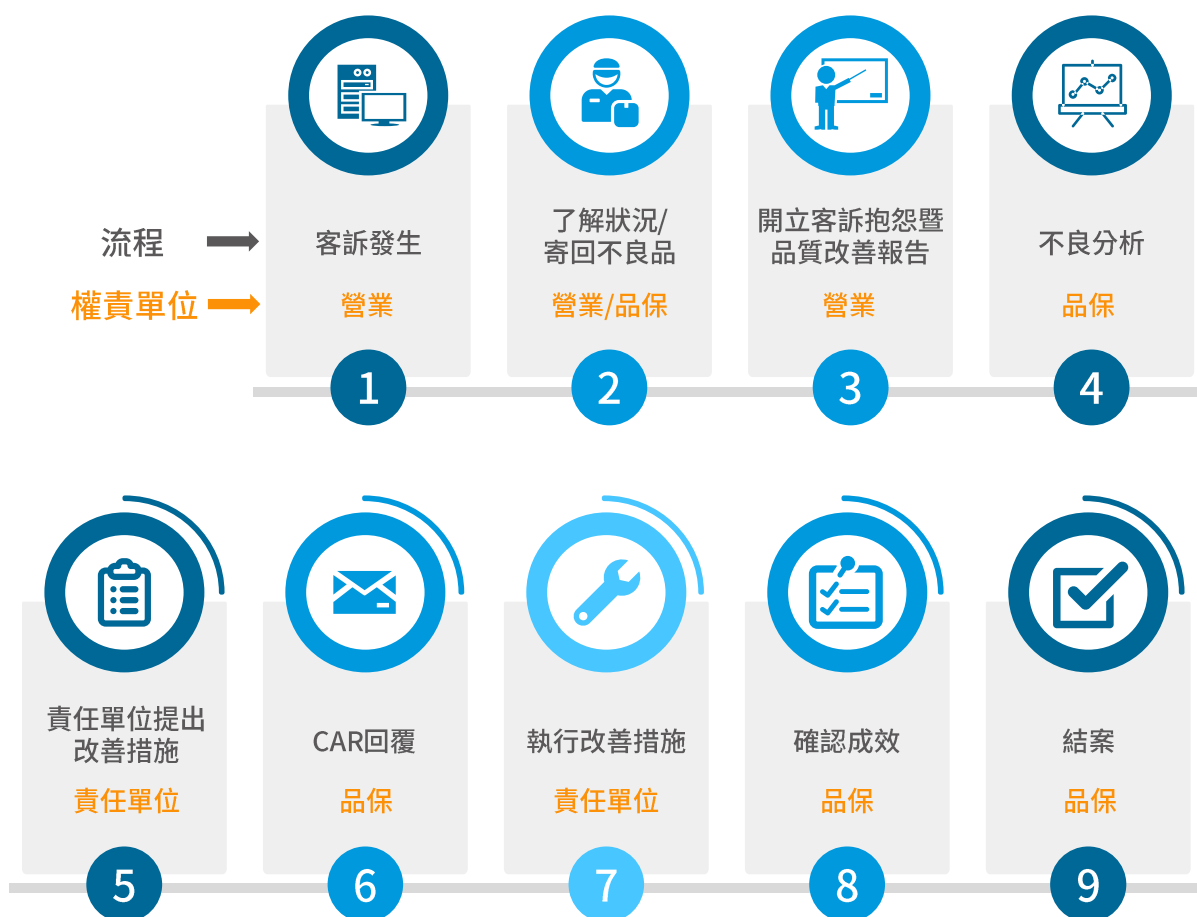 流程
權責單位
客訴發生
營業
1
了解狀況/
寄回不良品
營業/品保
2
開立客訴抱怨暨
品質改善報告
營業
3
不良分析
品保
4
責任單位提出
改善措施
責任單位
5
CAR回覆
品保
6
執行改善措施
責任單位
7
確認成效
品保
8
結案
品保
9